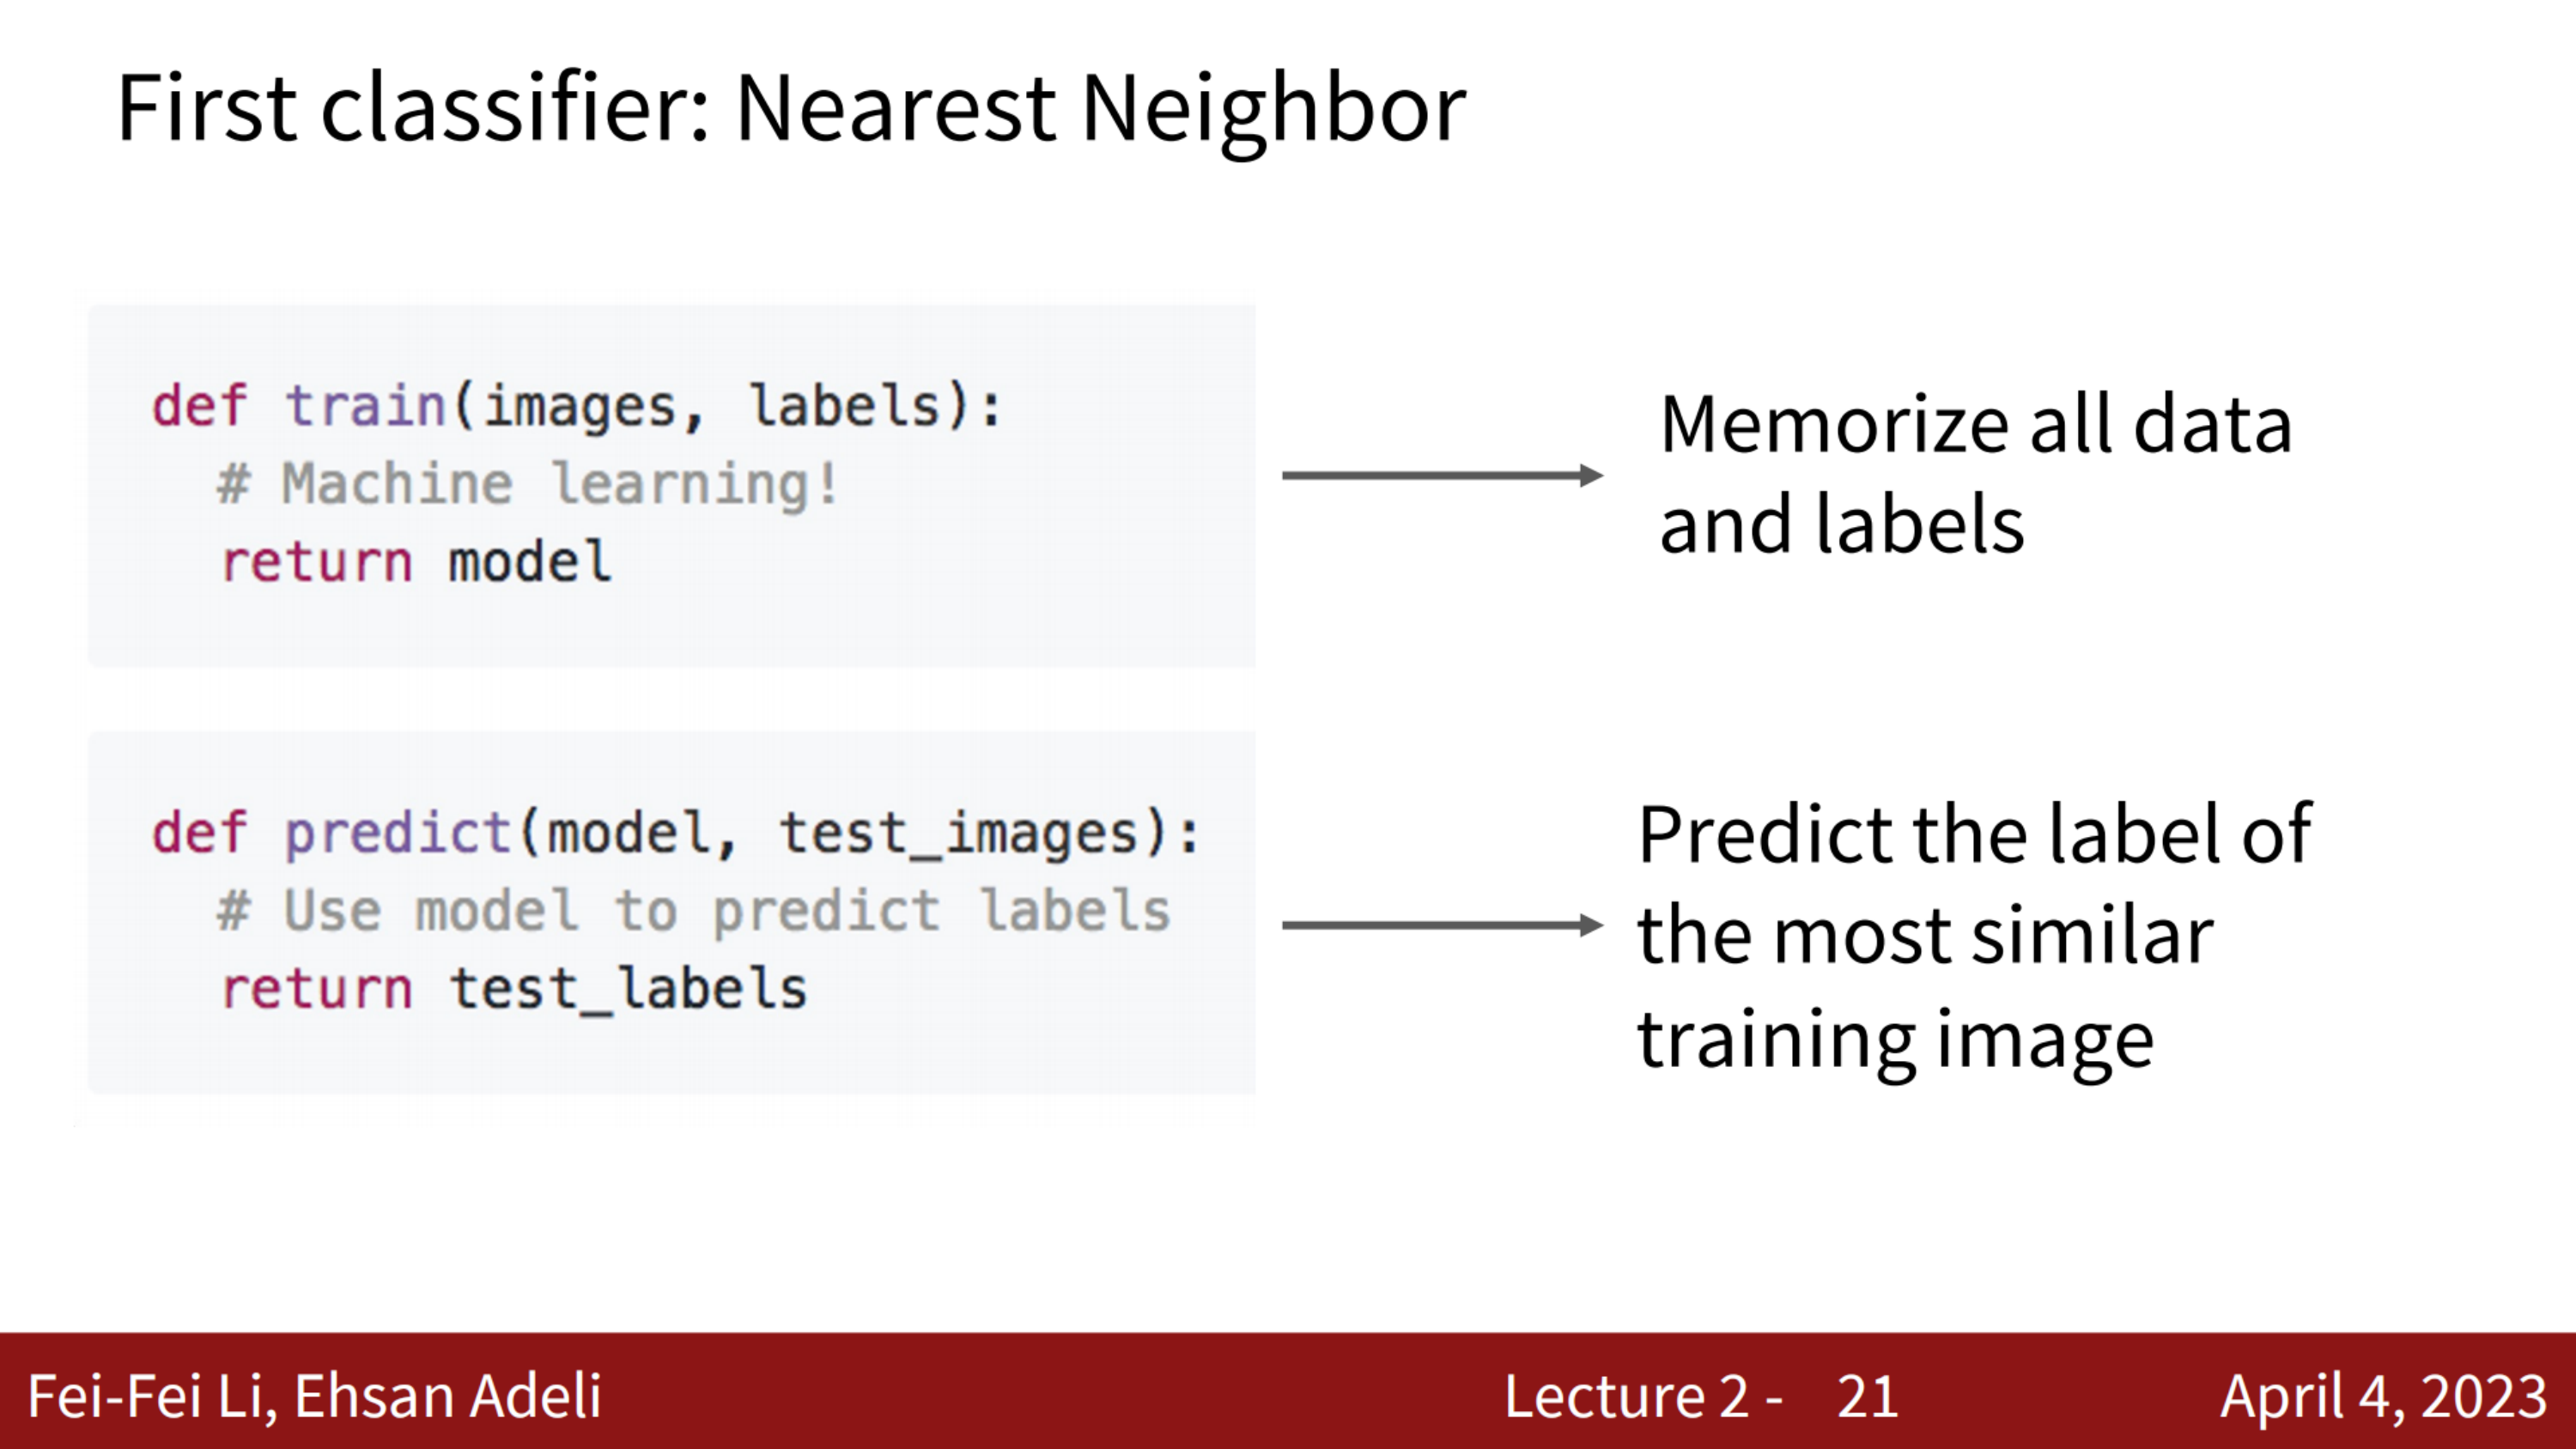 First classifier: Nearest Neighbor
def train(images, labels):
# Machine learning!
return model
Memorize all data
and labels
def predict(model, test_images):
# Use model to predict labels
return test_labels
Predict the label of
the most similar
training image
Fei-Fei Li, Ehsan Adeli
Lecture 2 - 21
April 4, 2023